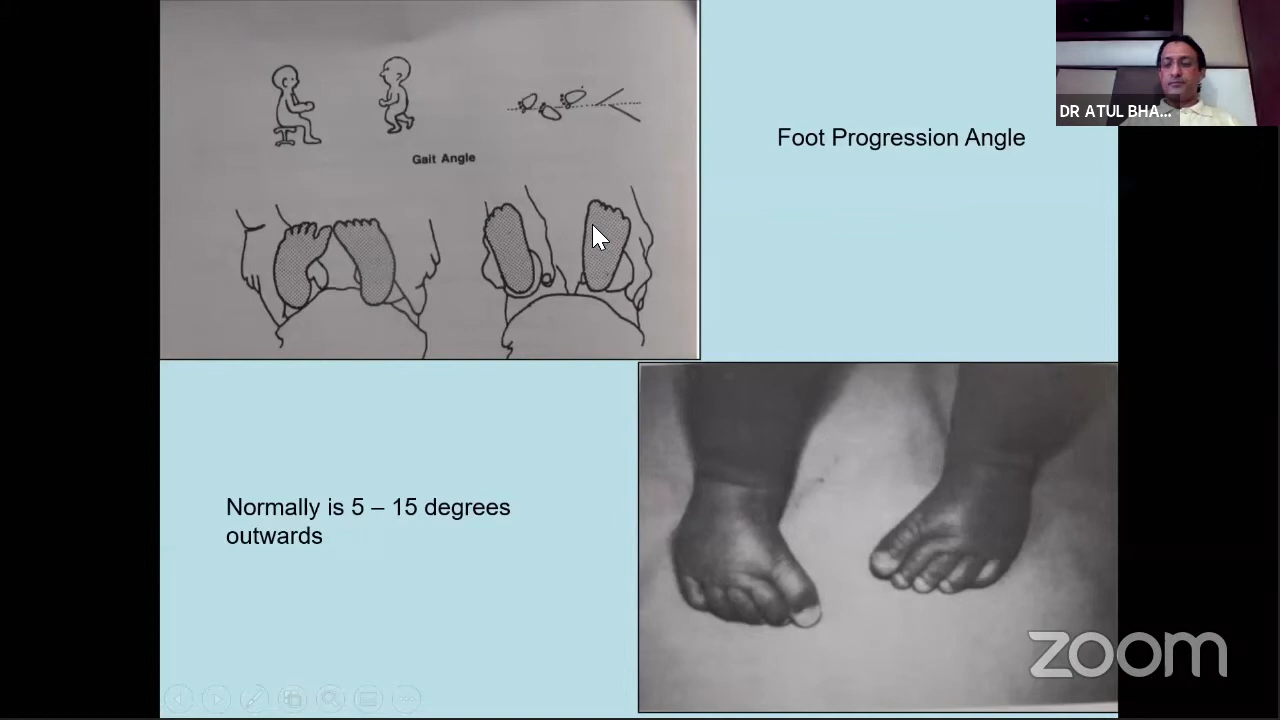 DR ATUL BHA...
Foot Progression Angle
Gait Angle
Normally is 5 – 15 degrees
outwards
zoom